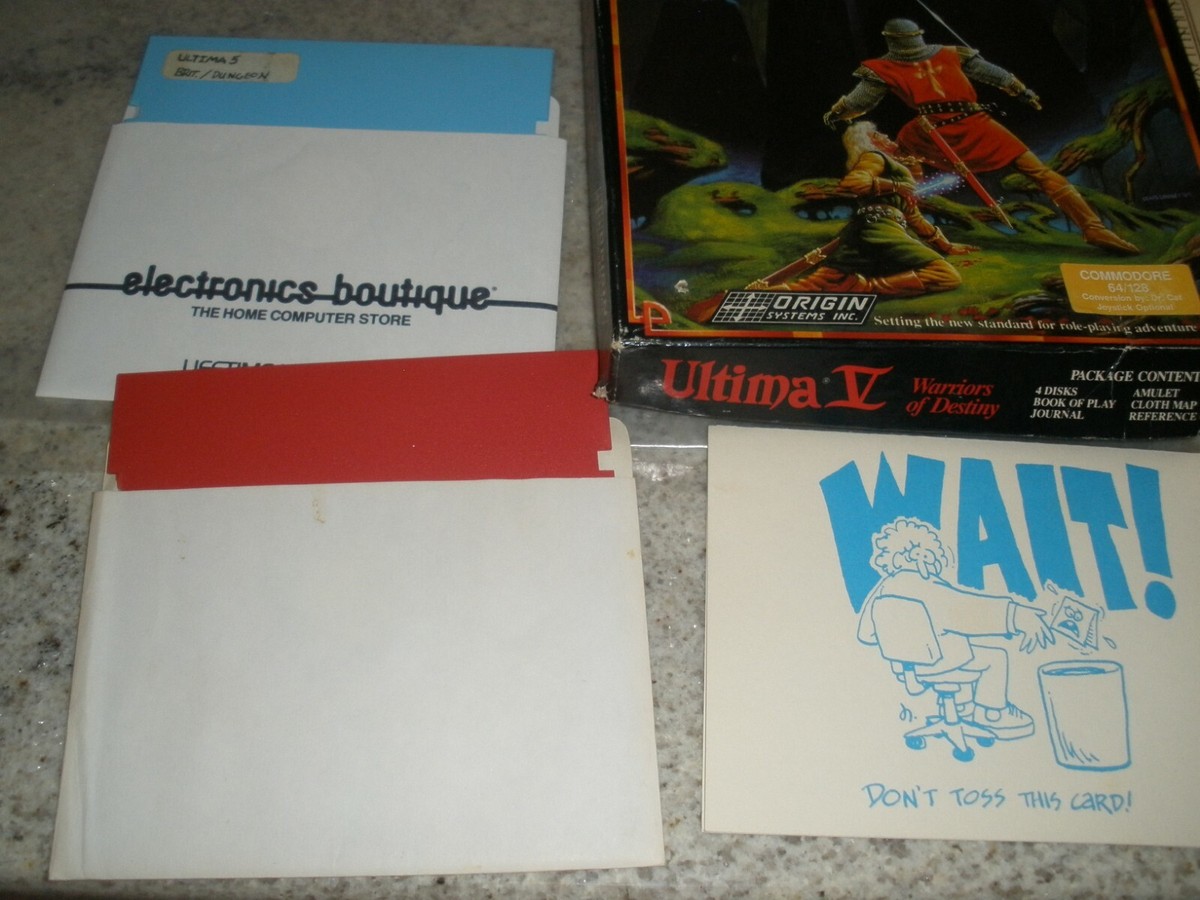 ULTIMA 5
BRIT./DUNGEON
electronics boutique
THE HOME COMPUTER STORE
ORIGIN
SYSTEMS INC.
COMMODORE
64/128
Conversion by: Dr. Cat
Joystick Optional
Setting the new standard for role-playing adventure
Ultima V
Warriors
of Destiny
PACKAGE CONTENT
4 DISKS
BOOK OF PLAY
JOURNAL
AMULET
CLOTH MAP
REFERENCE
WAIT!
DON'T TOSS THIS CARD!